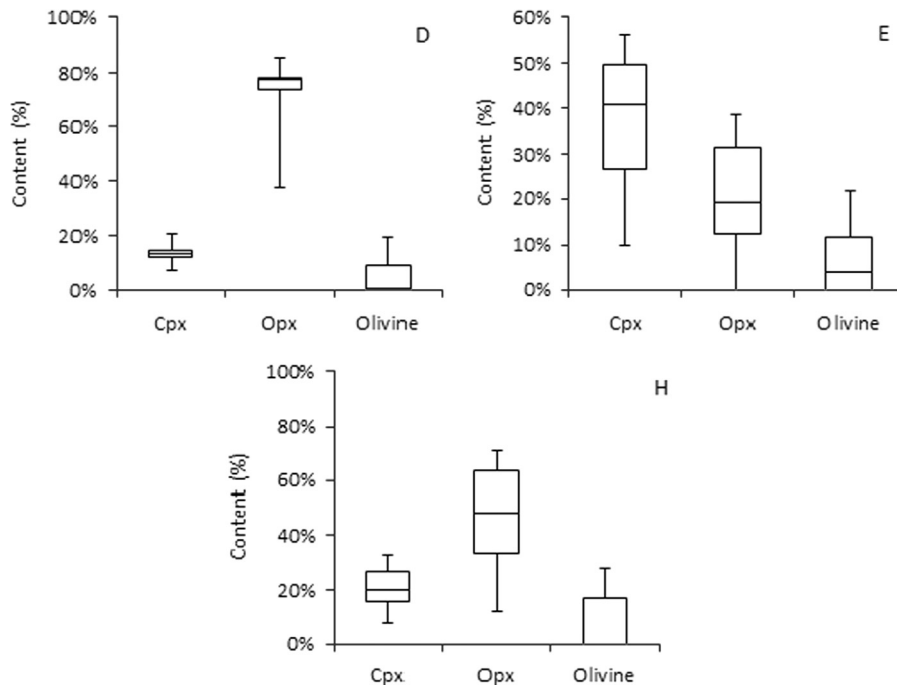 D
Content (%)
100%
80%
60%
40%
20%
0%
Cpx
Opx
Olivine
E
Content (%)
60%
50%
40%
30%
20%
10%
0%
Cpx
Opx
Olivine
H
Content (%)
100%
80%
60%
40%
20%
0%
Cpx
Opx
Olivine